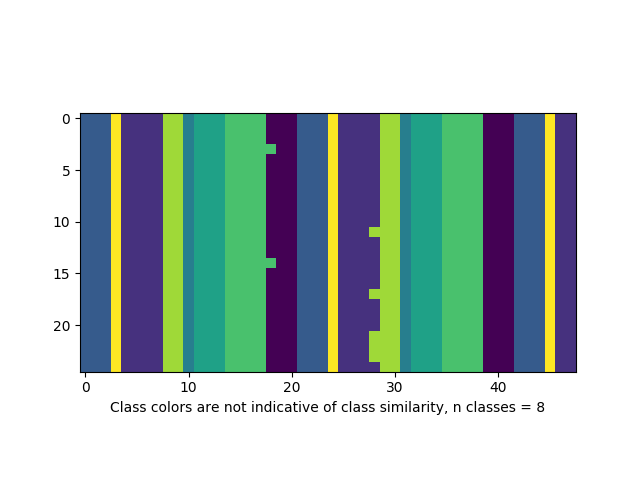 0
5
10
15
20
0 10 20 30 40
Class colors are not indicative of class similarity, n classes = 8